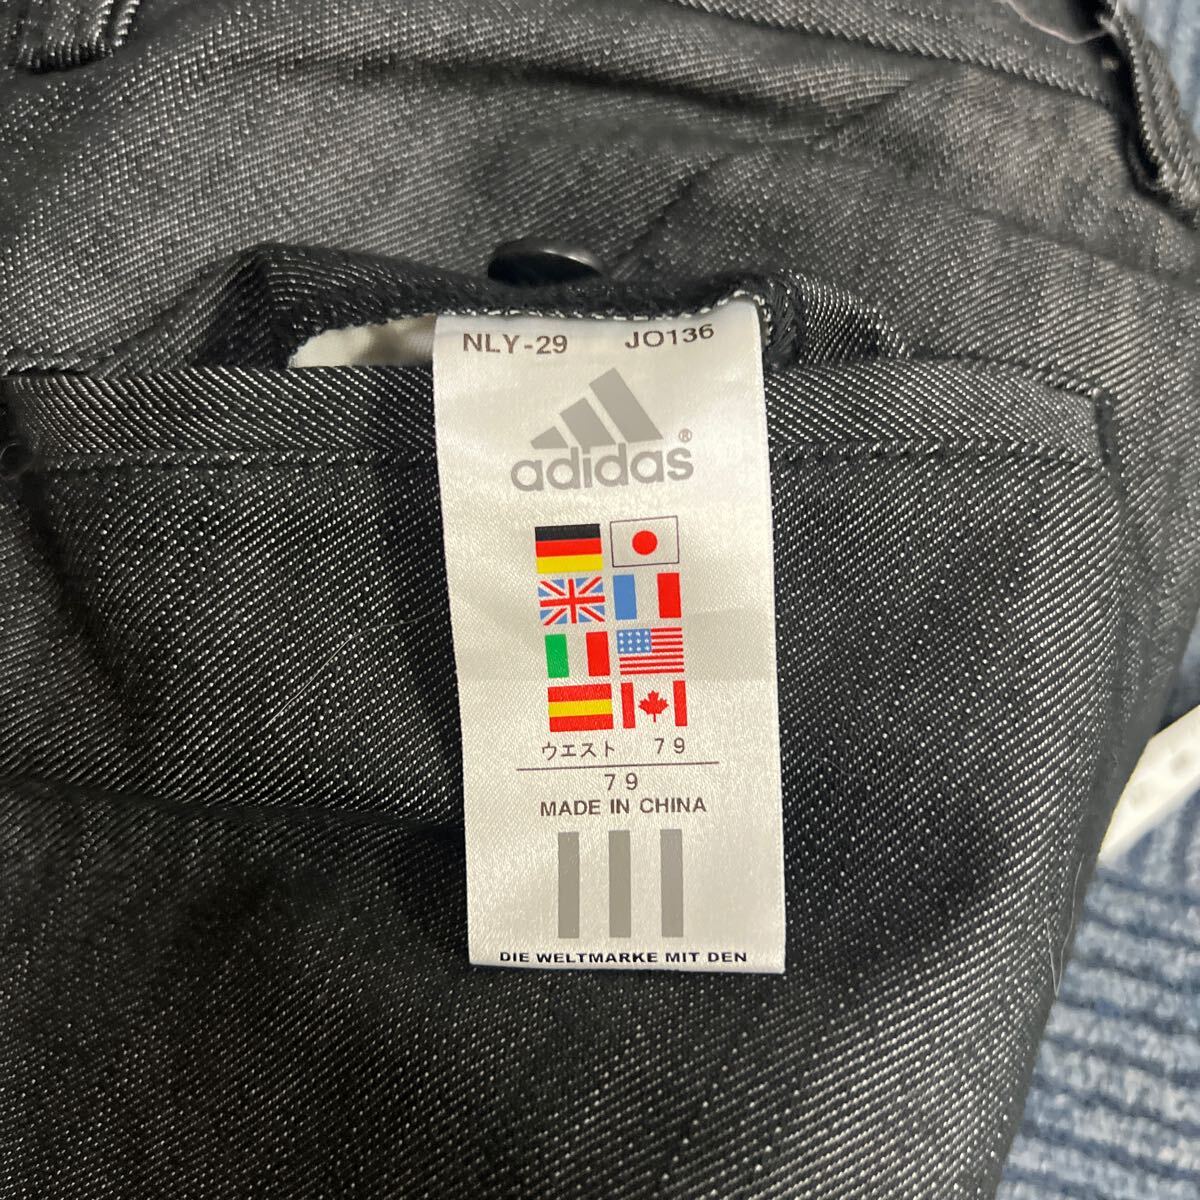 NLY-29 JO136
adidas®
ウエスト 79
79
MADE IN CHINA
DIE WELTMARKE MIT DEN